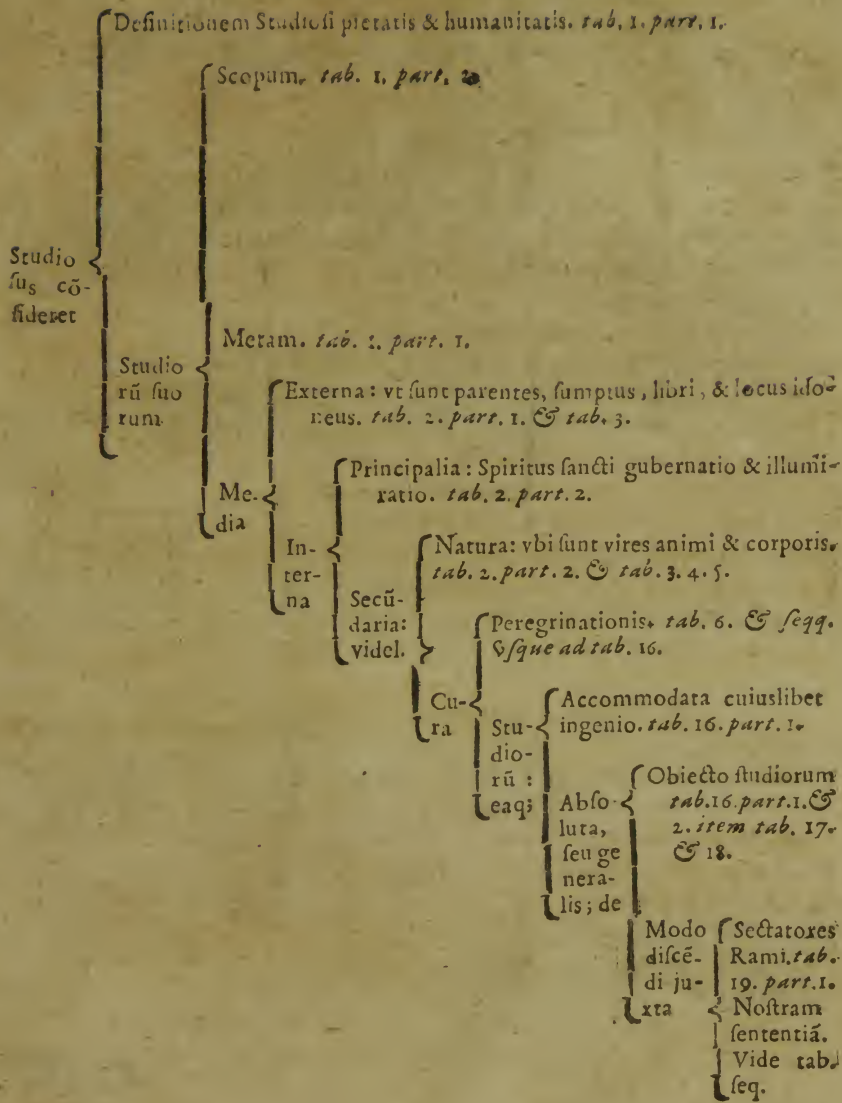 Definitionem Studiosi pietatis & humanitatis. tab. 1. part. 1.
Scopum. tab. 1. part. 2.
Studio
sus cō-
sideret
Metam. tab. 2. part. 1.
Studio
rū suo
rum
Externa: vt sunt parentes, sumptus, libri, & locus ido-
neus. tab. 2. part. 1. & tab. 3.
Principalia: Spiritus sancti gubernatio & illumi-
natio. tab. 2. part. 2.
Me-
dia
In-
ter-
na
Natura: vbi sunt vires animi & corporis.
tab. 2. part. 2. & tab. 3. 4. 5.
Secū-
daria:
videl.
Peregrinationis. tab. 6. & seqq.
vsque ad tab. 16.
Cu-
ra
Accommodata cuiuslibet
ingenio. tab. 16. part. 1.
Stu-
dio-
rū :
eaq;
Obiecto studiorum
tab. 16. part. 1. &
2. item tab. 17.
& 18.
Abso-
luta,
seu ge
nera-
lis; de
Modo
discē-
di ju-
xta
Sectatores
Rami. tab.
19. part. 1.
Nostram
sententiā.
Vide tab.
seq.